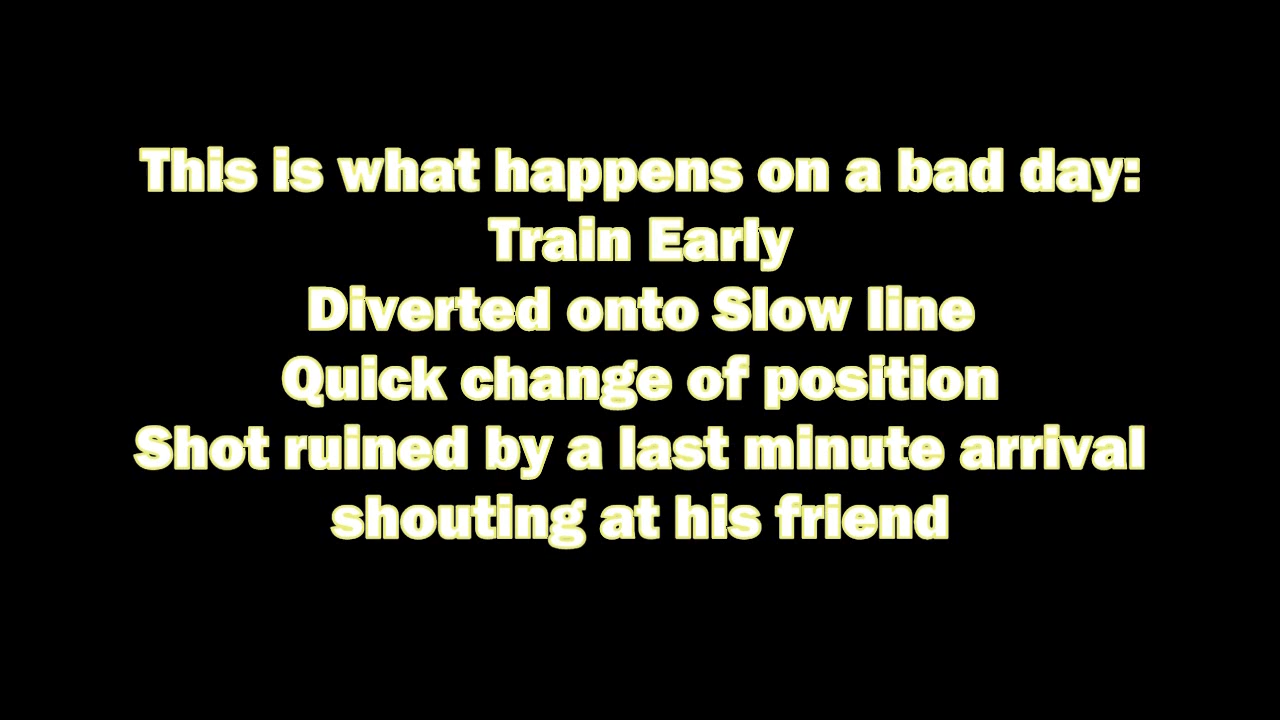 This is what happens on a bad day:
Train Early
Diverted onto Slow line
Quick change of position
Shot ruined by a last minute arrival
shouting at his friend